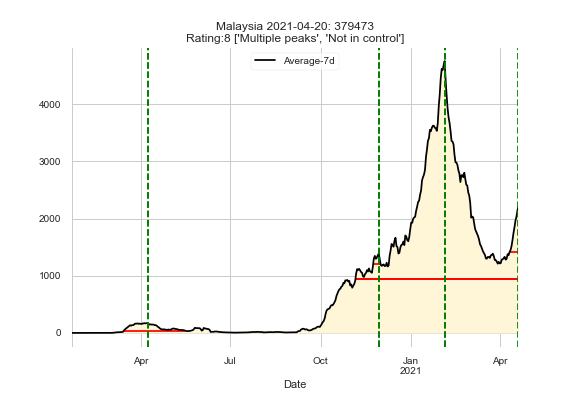 Malaysia 2021-04-20: 379473
Rating:8 ['Multiple peaks', 'Not in control']
Average-7d
4000
3000
2000
1000
0
Apr
Jul
Oct
Jan
2021
Apr
Date